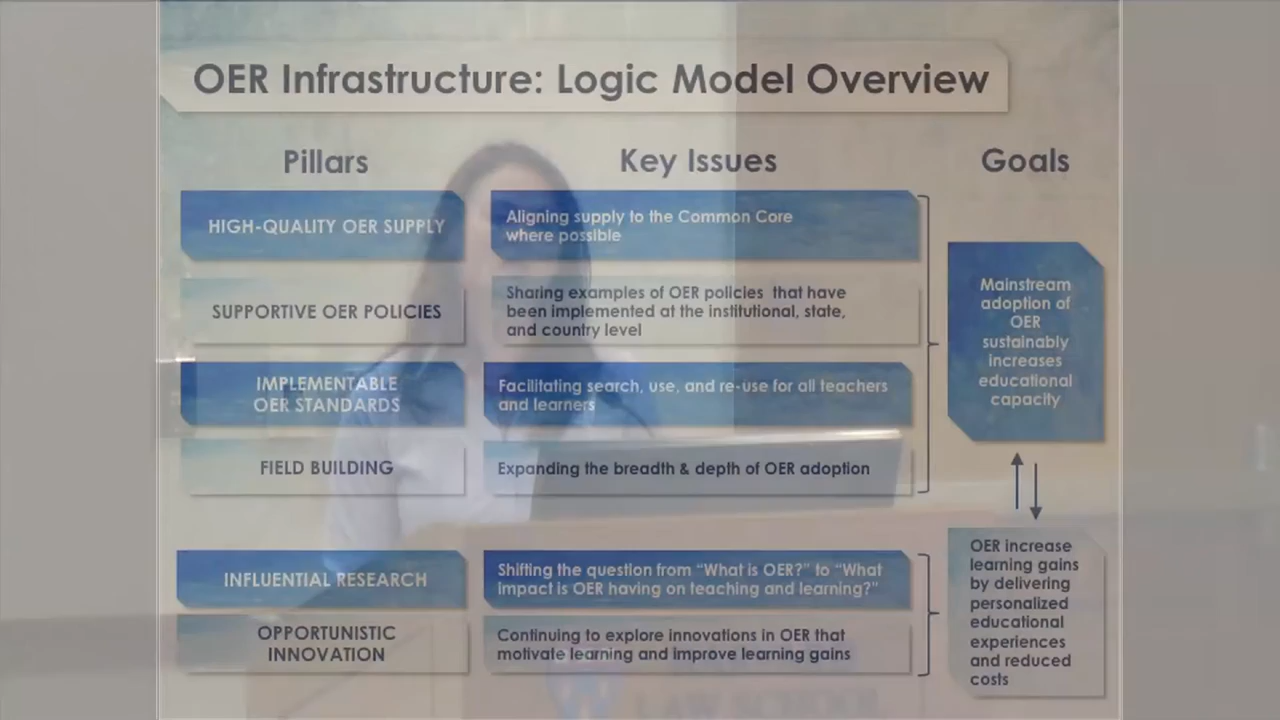 OER Infrastructure: Logic Model Overview
Pillars
Key Issues
Goals
HIGH-QUALITY OER SUPPLY
Aligning supply to the Common Core
where possible
SUPPORTIVE OER POLICIES
Sharing examples of OER policies that have
been implemented at the institutional, state,
and country level
IMPLEMENTABLE
OER STANDARDS
Facilitating search, use, and re-use for all teachers
and learners
FIELD BUILDING
Expanding the breadth & depth of OER adoption
Mainstream
adoption of
OER
sustainably
increases
educational
capacity
INFLUENTIAL RESEARCH
Shifting the question from “What is OER?” to “What
impact is OER having on teaching and learning?”
OPPORTUNISTIC
INNOVATION
Continuing to explore innovations in OER that
motivate learning and improve learning gains
OER increase
learning gains
by delivering
personalized
educational
experiences
and reduced
costs
LAW SCHOOL